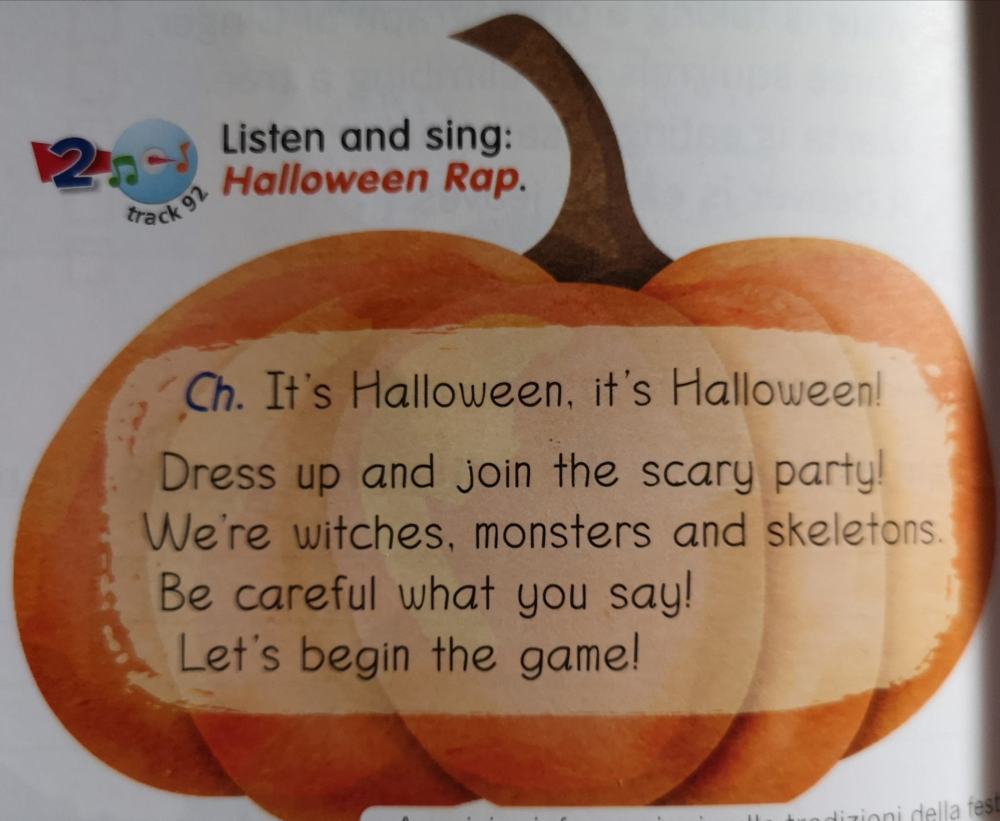 2
track 92
Listen and sing:
Halloween Rap.
Ch. It's Halloween, it's Halloween!
Dress up and join the scary party!
We're witches, monsters and skeletons.
Be careful what you say!
Let's begin the game!
tradizioni della fest